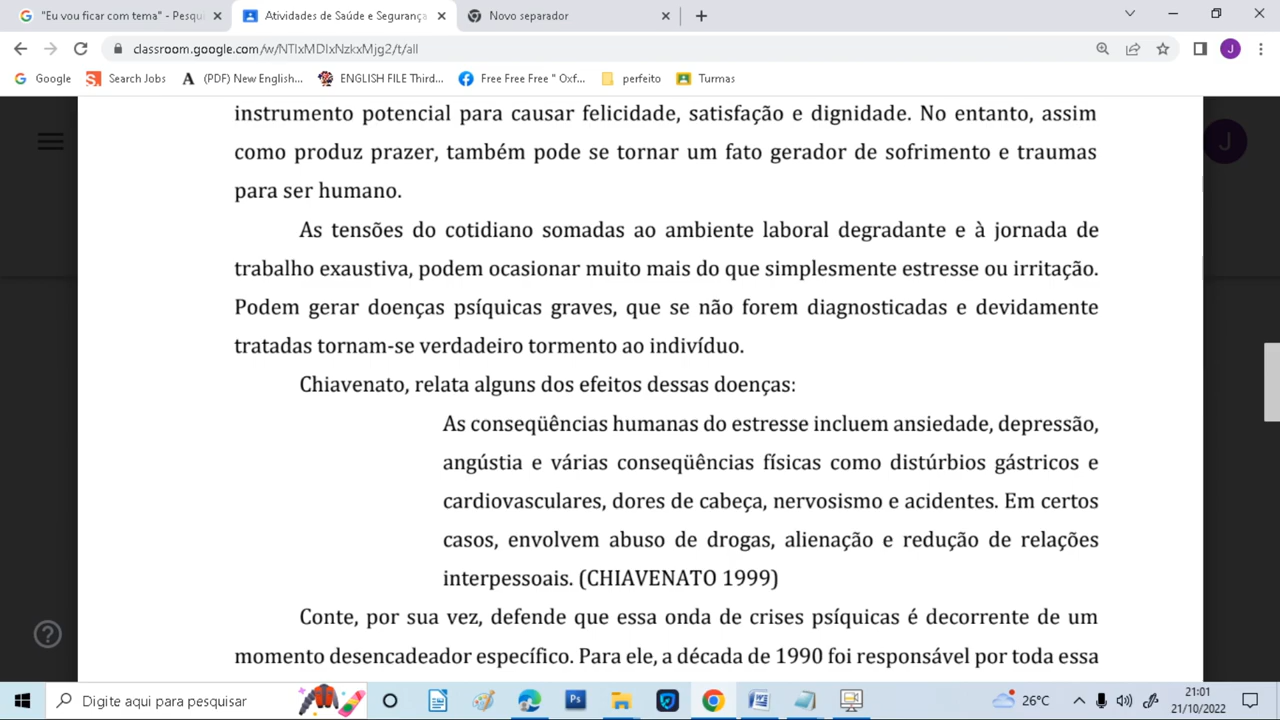 "Eu vou ficar com tema" - Pesqu
Atividades de Saúde e Segurança
Novo separador
classroom.google.com/w/NTIxMDIxNzkxMjg2/t/all
J
Google
Search Jobs
(PDF) New English...
ENGLISH FILE Third...
Free Free Free " Oxf...
perfeito
Turmas
J
instrumento potencial para causar felicidade, satisfação e dignidade. No entanto, assim
como produz prazer, também pode se tornar um fato gerador de sofrimento e traumas
para ser humano.
As tensões do cotidiano somadas ao ambiente laboral degradante e à jornada de
trabalho exaustiva, podem ocasionar muito mais do que simplesmente estresse ou irritação.
Podem gerar doenças psíquicas graves, que se não forem diagnosticadas e devidamente
tratadas tornam-se verdadeiro tormento ao indivíduo.
Chiavenato, relata alguns dos efeitos dessas doenças:
As conseqüências humanas do estresse incluem ansiedade, depressão,
angústia e várias conseqüências físicas como distúrbios gástricos e
cardiovasculares, dores de cabeça, nervosismo e acidentes. Em certos
casos, envolvem abuso de drogas, alienação e redução de relações
interpessoais. (CHIAVENATO 1999)
Conte, por sua vez, defende que essa onda de crises psíquicas é decorrente de um
momento desencadeador específico. Para ele, a década de 1990 foi responsável por toda essa
Digite aqui para pesquisar
Ps
26°C
21:01
21/10/2022